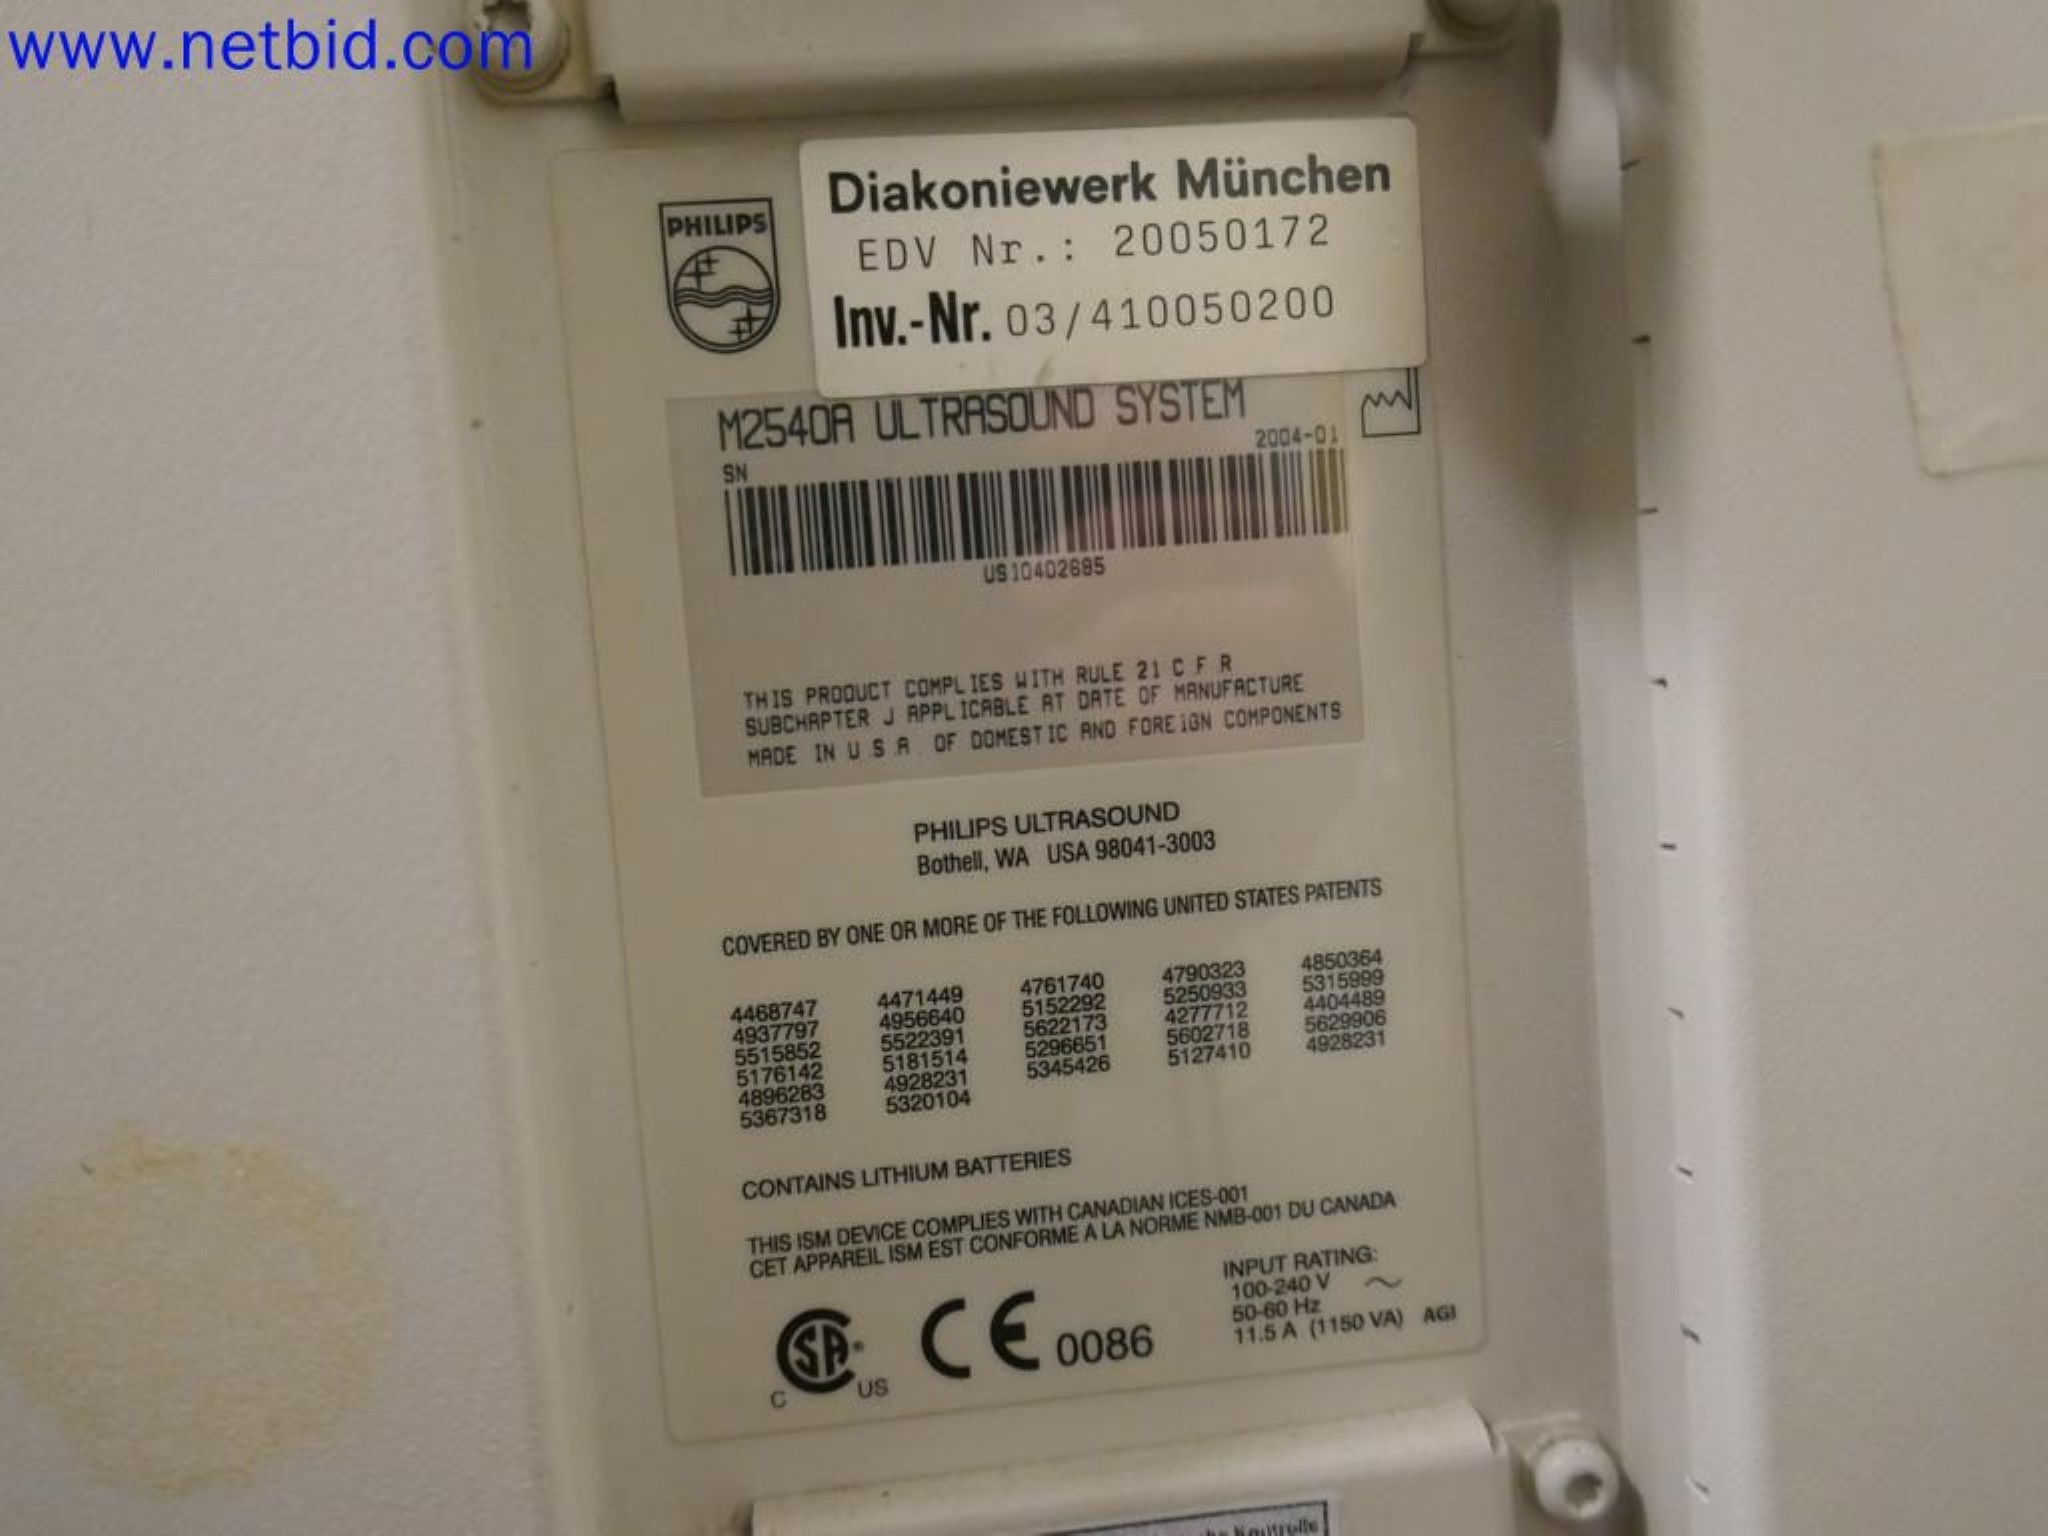 www.netbid.com
Diakoniewerk München
EDV Nr.: 20050172
Inv.-Nr. 03/410050200
PHILIPS
M2540A ULTRASOUND SYSTEM
2004-01
SN
US10402685
THIS PRODUCT COMPLIES WITH RULE 21 C F R
SUBCHAPTER J APPLICABLE AT DATE OF MANUFACTURE
MADE IN U S A OF DOMESTIC AND FOREIGN COMPONENTS
PHILIPS ULTRASOUND
Bothell, WA USA 98041-3003
COVERED BY ONE OR MORE OF THE FOLLOWING UNITED STATES PATENTS
4468747 4471449 4761740 4790323 4850364
4937797 4956640 5152292 5250933 5315999
5515852 5522391 5622173 4277712 4404489
5176142 5181514 5296651 5602718 5629906
4896283 4928231 5345426 5127410 4928231
5367318 5320104
CONTAINS LITHIUM BATTERIES
THIS ISM DEVICE COMPLIES WITH CANADIAN ICES-001
CET APPAREIL ISM EST CONFORME A LA NORME NMB-001 DU CANADA
INPUT RATING:
100-240 V ~
50-60 Hz
11.5 A (1150 VA) AGI
C SA® US
CE 0086
Kontrolle